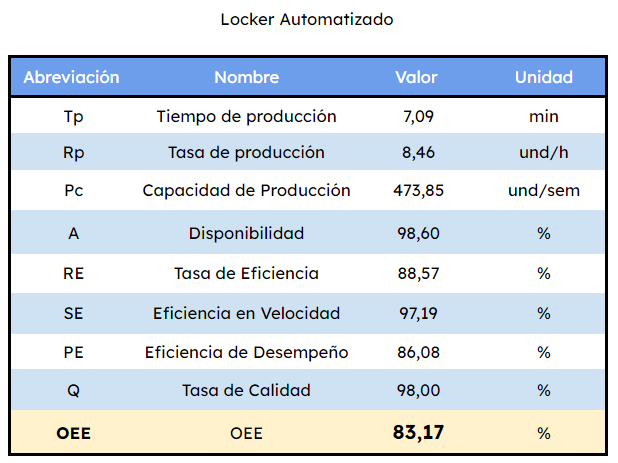 Locker Automatizado
Abreviación Nombre Valor Unidad
Tp Tiempo de producción 7,09 min
Rp Tasa de producción 8,46 und/h
Pc Capacidad de Producción 473,85 und/sem
A Disponibilidad 98,60 %
RE Tasa de Eficiencia 88,57 %
SE Eficiencia en Velocidad 97,19 %
PE Eficiencia de Desempeño 86,08 %
Q Tasa de Calidad 98,00 %
OEE OEE 83,17 %